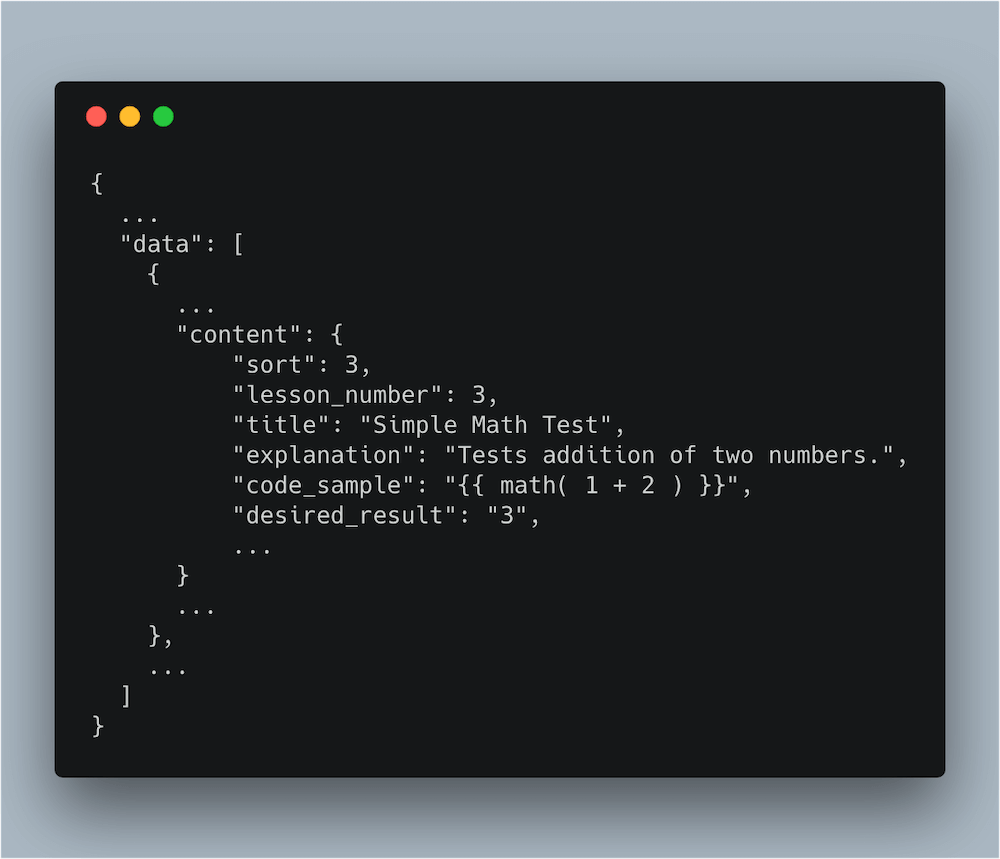 {
  ...
  "data": [
    {
      ...
      "content": {
          "sort": 3,
          "lesson_number": 3,
          "title": "Simple Math Test",
          "explanation": "Tests addition of two numbers.",
          "code_sample": "{{ math( 1 + 2 ) }}",
          "desired_result": "3",
          ...
      }
      ...
    },
    ...
  ]
}